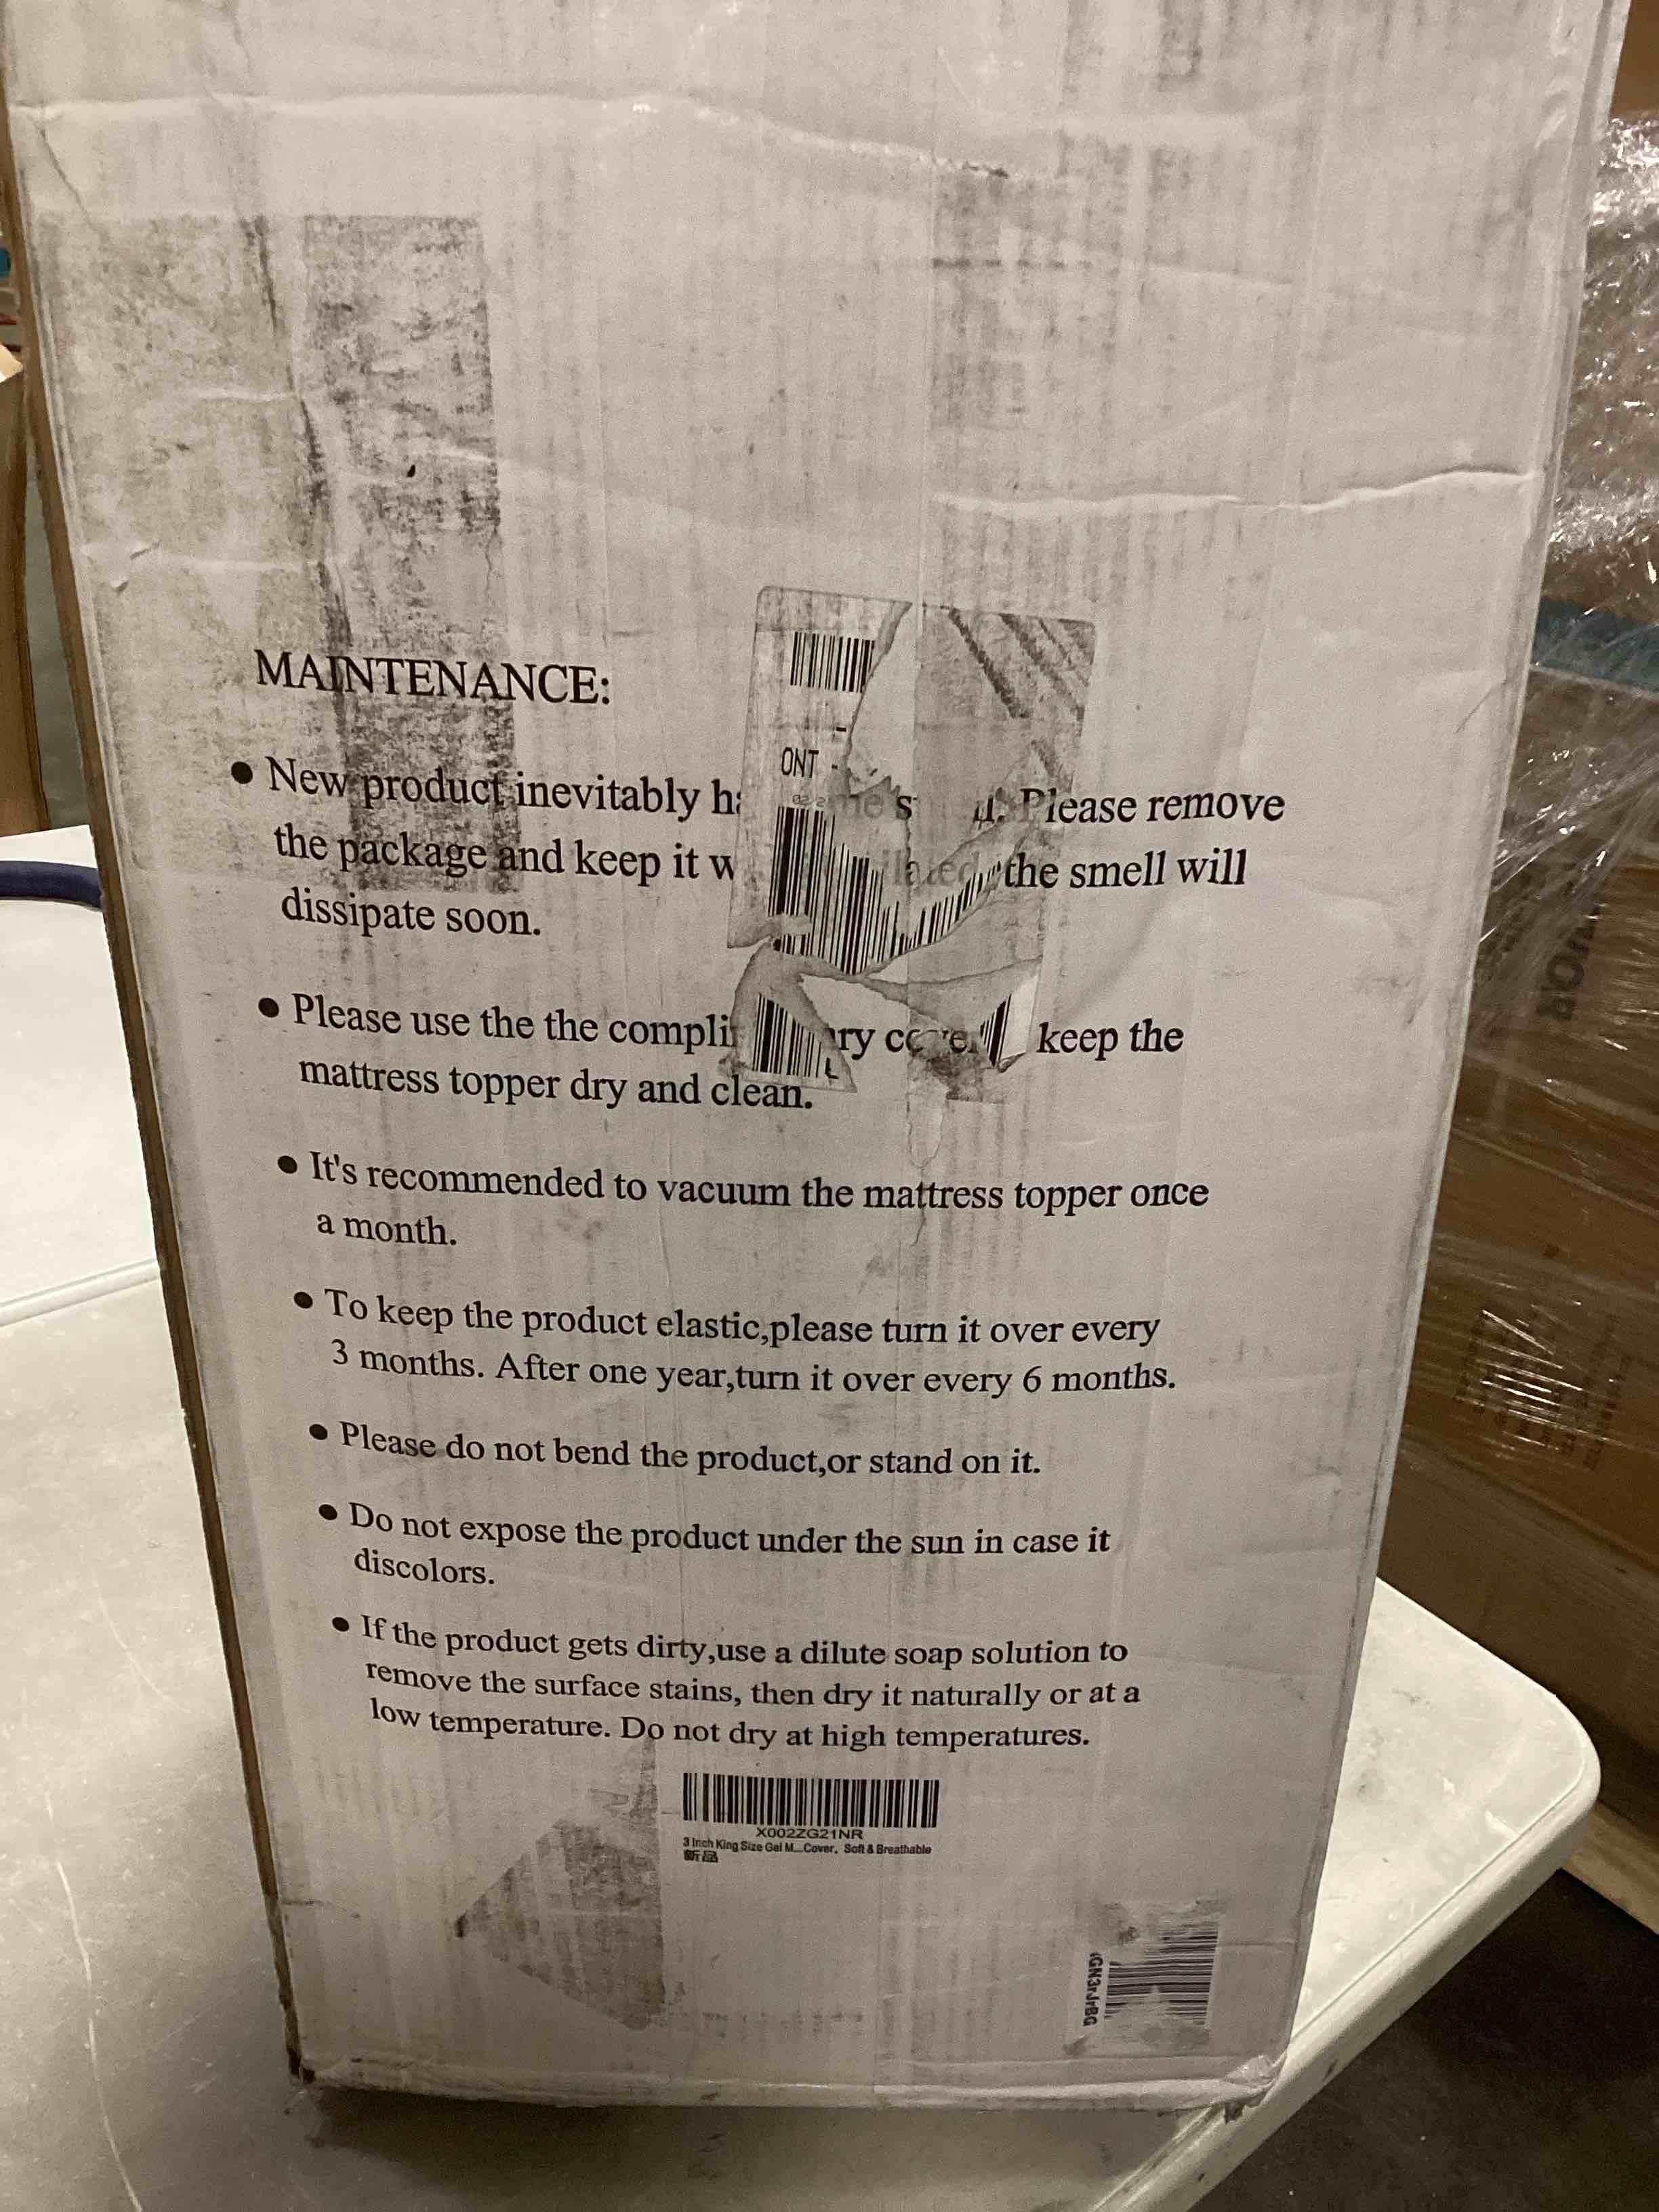 MAINTENANCE:
ONT -
● New product inevitably s Please remove
the package and keep it the smell will
dissipate soon.
● Please use the the keep the
mattress topper dry and clean.
● It's recommended to vacuum the mattress topper once
a month.
● To keep the product elastic,please turn it over every
3 months. After one year,turn it over every 6 months.
● Please do not bend the product,or stand on it.
● Do not expose the product under the sun in case it
discolors.
● If the product gets dirty,use a dilute soap solution to
remove the surface stains, then dry it naturally or at a
low temperature. Do not dry at high temperatures.
X002ZG21NR
3 Inch King Size Gel M...Cover, Soft & Breathable
新品